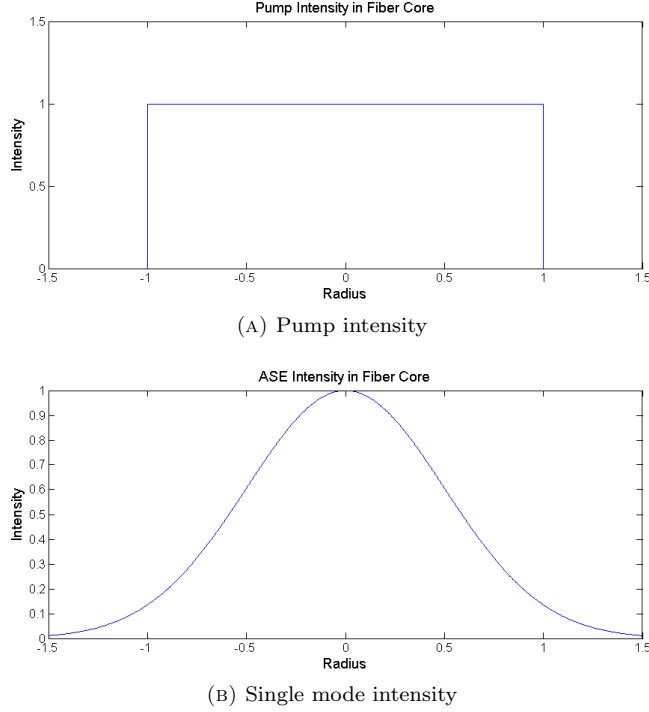 Pump Intensity in Fiber Core
1.5
1
0.5
0
Intensity
-1.5 -1 -0.5 0 0.5 1 1.5
Radius
(A) Pump intensity
ASE Intensity in Fiber Core
1
0.9
0.8
0.7
0.6
0.5
0.4
0.3
0.2
0.1
0
Intensity
-1.5 -1 -0.5 0 0.5 1 1.5
Radius
(B) Single mode intensity